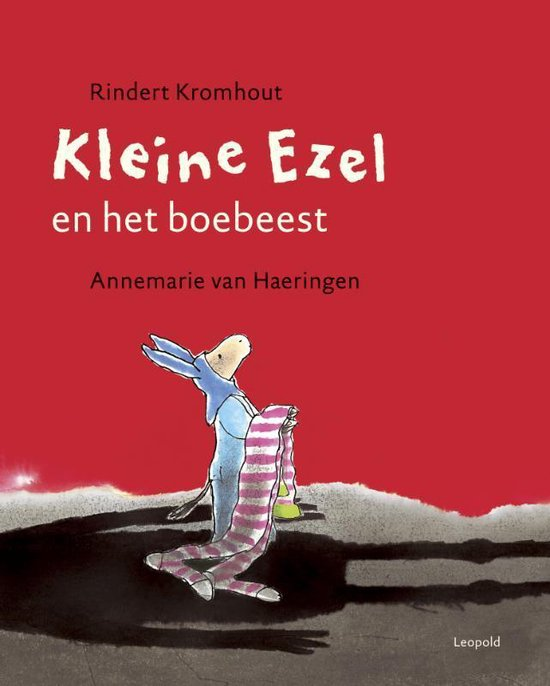 Rindert Kromhout
Kleine Ezel
en het boebeest
Annemarie van Haeringen
Leopold